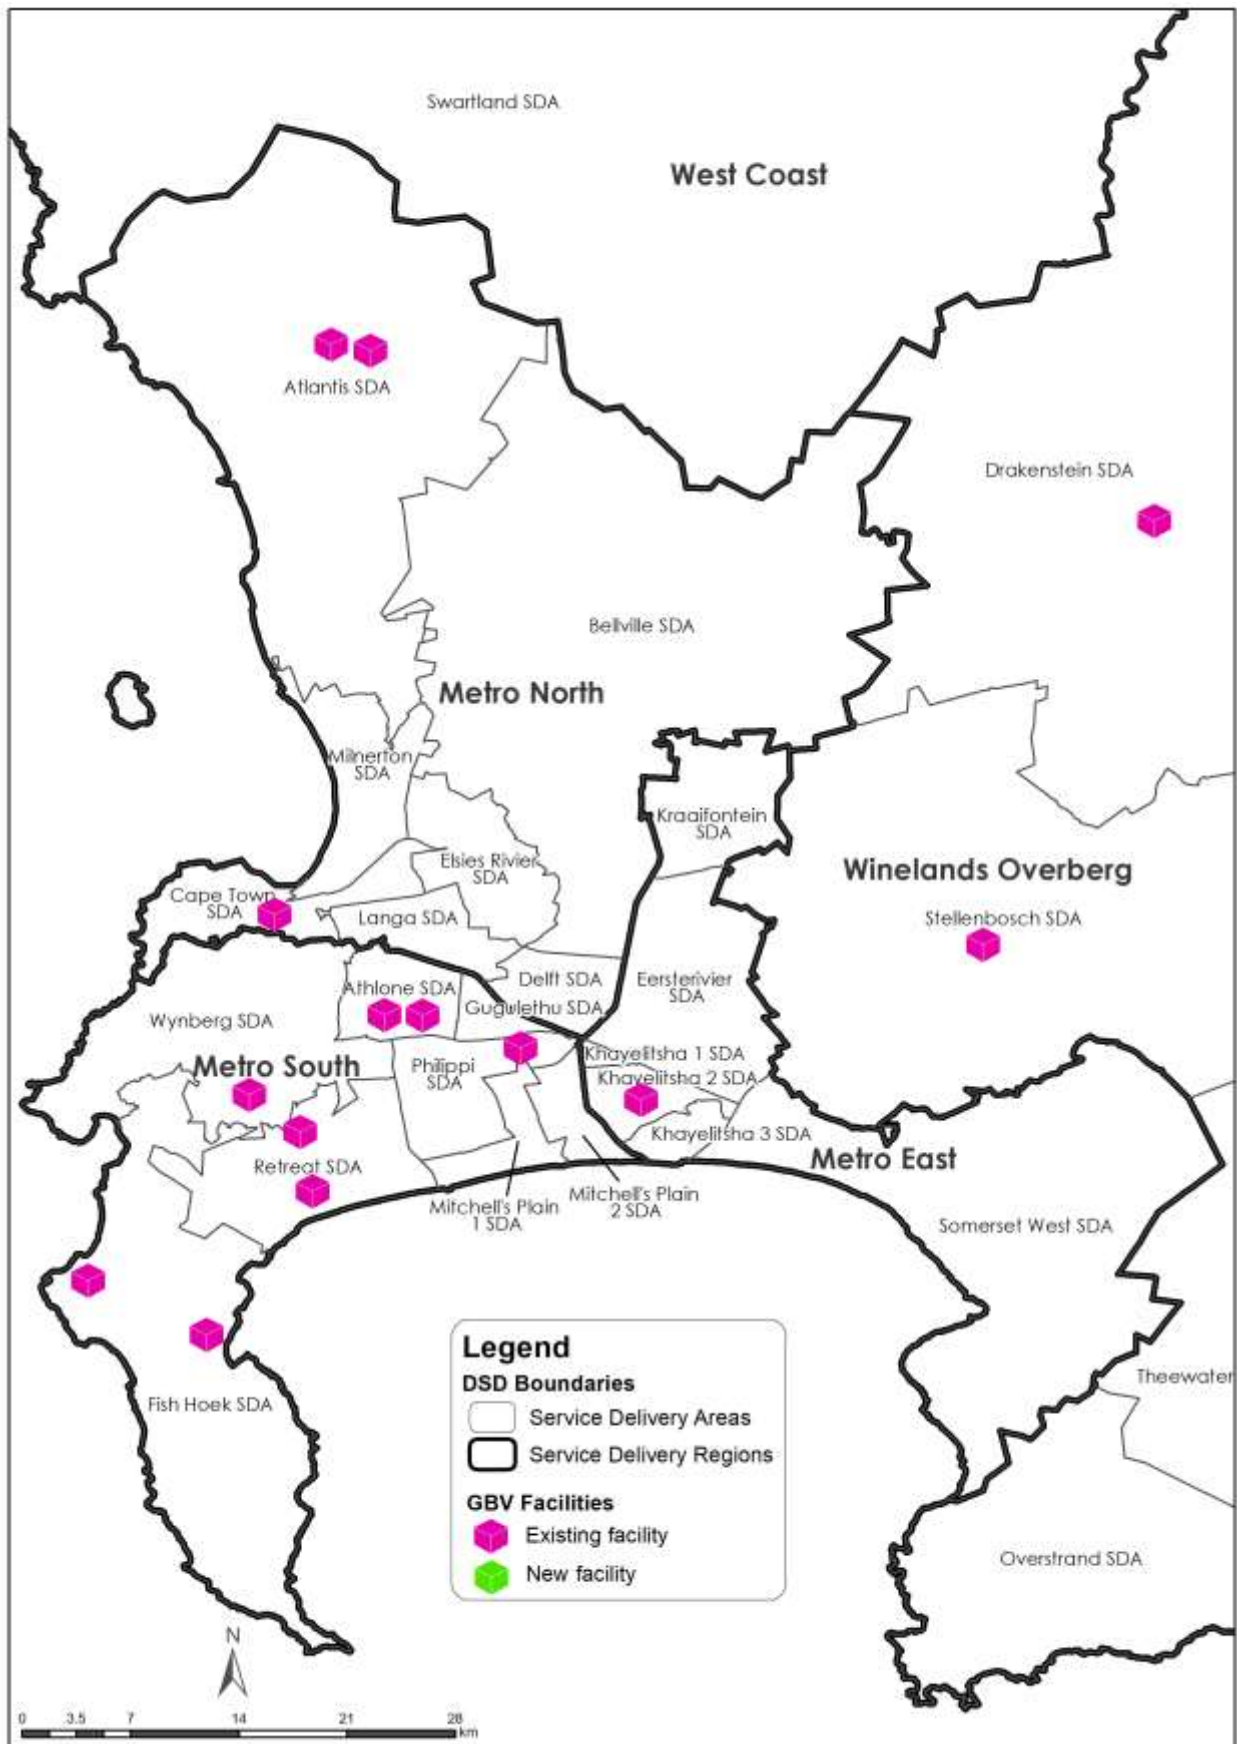 Swartland SDA
West Coast
Atlantis SDA
Drakenstein SDA
Bellville SDA
Metro North
Milnerton
SDA
Kraaifontein
SDA
Elsies Rivier
SDA
Winelands Overberg
Cape Town
SDA
Langa SDA
Stellenbosch SDA
Delft SDA
Eersterivier
SDA
Athlone SDA
Gugulethu SDA
Wynberg SDA
Khayelitsha 1 SDA
Metro South
Philippi
SDA
Khayelitsha 2 SDA
Khayelitsha 3 SDA
Metro East
Retreat SDA
Mitchell's Plain
1 SDA
Mitchell's Plain
2 SDA
Somerset West SDA
Theewater
Fish Hoek SDA
Legend
DSD Boundaries
Service Delivery Areas
Service Delivery Regions
GBV Facilities
Existing facility
New facility
Overstrand SDA
N
0 3.5 7 14 21 28
km